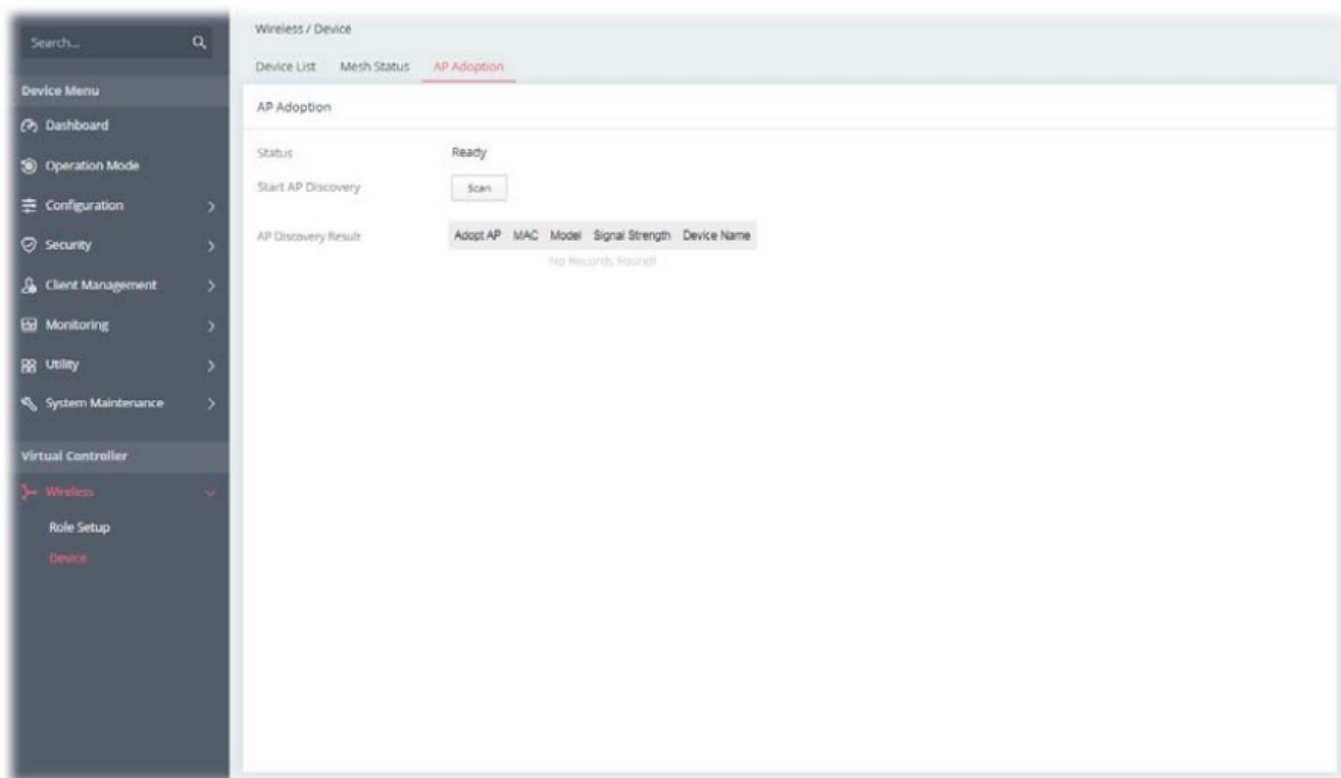 Search...
Device Menu
Dashboard
Operation Mode
Configuration
Security
Client Management
Monitoring
Utility
System Maintenance
Virtual Controller
Wireless
Role Setup
Device
Wireless / Device
Device List Mesh Status AP Adoption
AP Adoption
Status Ready
Start AP Discovery Scan
AP Discovery Result Adopt AP MAC Model Signal Strength Device Name
No Records Found!